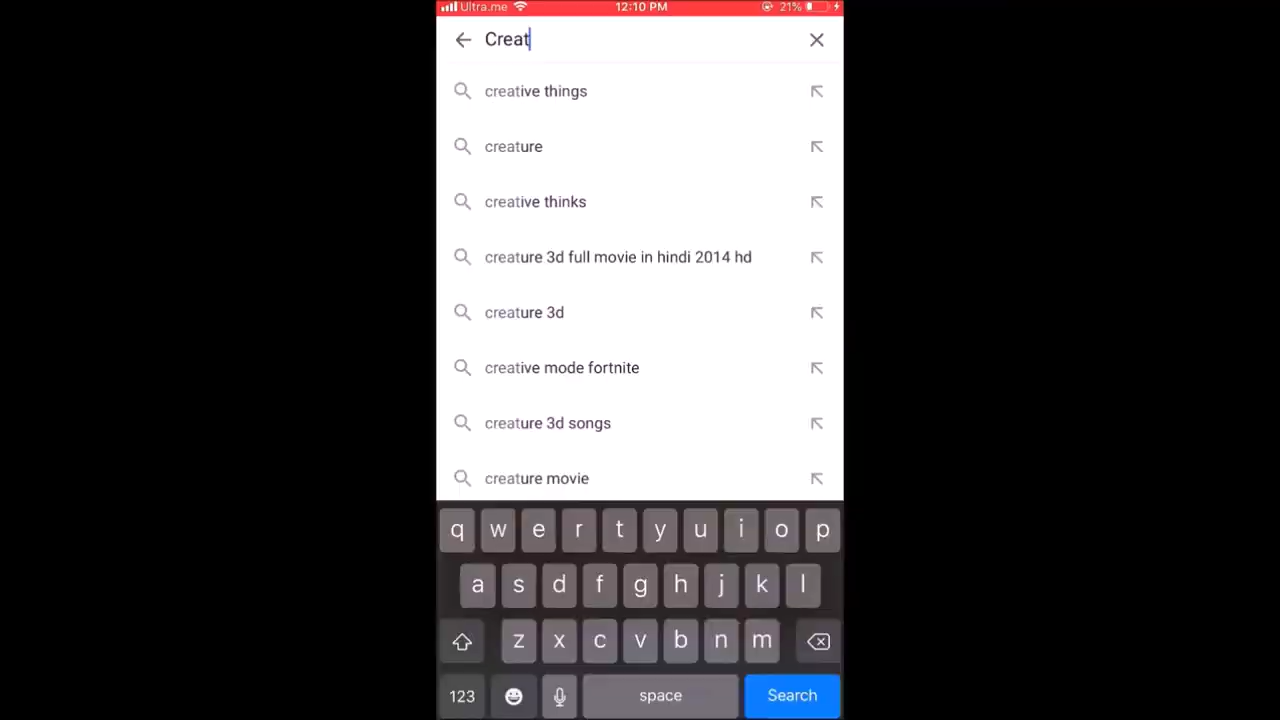 Ultra.me 12:10 PM 21%
Creat
creative things
creature
creative thinks
creature 3d full movie in hindi 2014 hd
creature 3d
creative mode fortnite
creature 3d songs
creature movie
q w e r t y u i o p
a s d f g h j k l
z x c v b n m
123 space Search